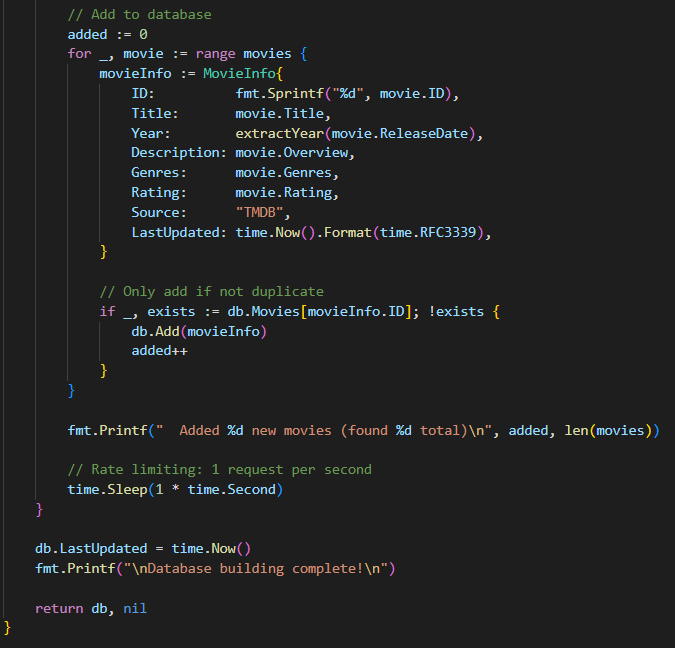 // Add to database
added := 0
for _, movie := range movies {
movieInfo := MovieInfo{
ID: fmt.Sprintf("%d", movie.ID),
Title: movie.Title,
Year: extractYear(movie.ReleaseDate),
Description: movie.Overview,
Genres: movie.Genres,
Rating: movie.Rating,
Source: "TMDB",
LastUpdated: time.Now().Format(time.RFC3339),
}
// Only add if not duplicate
if _, exists := db.Movies[movieInfo.ID]; !exists {
db.Add(movieInfo)
added++
}
}
fmt.Printf("  Added %d new movies (found %d total)\n", added, len(movies))
// Rate limiting: 1 request per second
time.Sleep(1 * time.Second)
}
db.LastUpdated = time.Now()
fmt.Printf("\nDatabase building complete!\n")
return db, nil
}